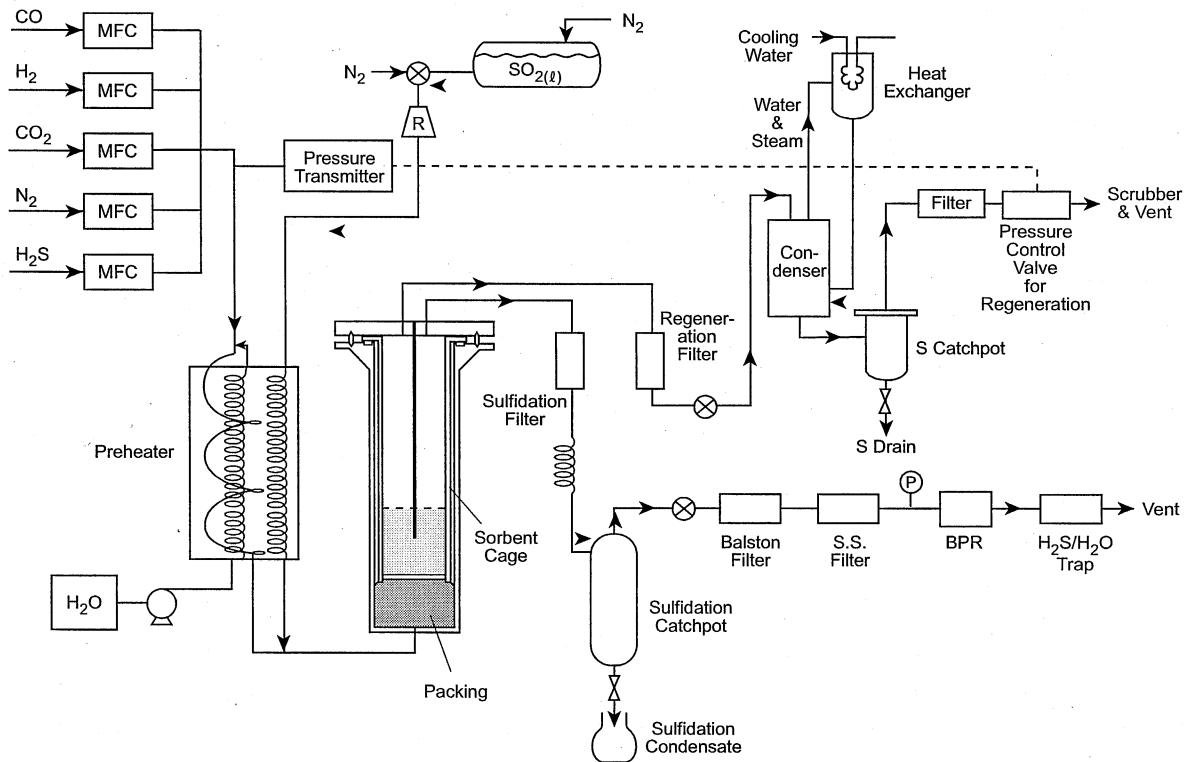 CO
MFC
H2
MFC
CO2
MFC
N2
MFC
H2S
MFC
N2
SO2(ℓ)
N2
R
Pressure
Transmitter
Cooling
Water
Heat
Exchanger
Water
&
Steam
Con-
denser
Filter
Scrubber
& Vent
Pressure
Control
Valve
for
Regeneration
S Catchpot
S Drain
Regener-
ation
Filter
Sulfidation
Filter
Preheater
Sorbent
Cage
H2O
Packing
P
Balston
Filter
S.S.
Filter
BPR
H2S/H2O
Trap
Vent
Sulfidation
Catchpot
Sulfidation
Condensate